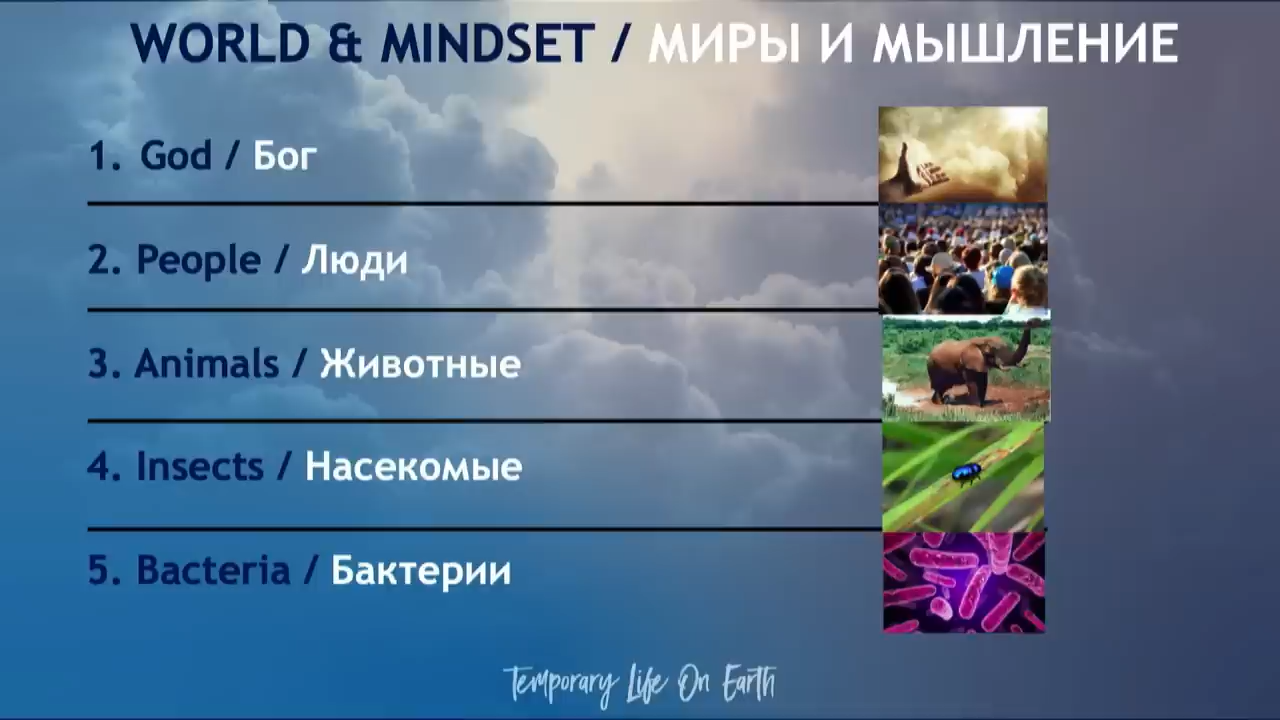 WORLD & MINDSET / МИРЫ И МЫШЛЕНИЕ
1. God / Бог
2. People / Люди
3. Animals / Животные
4. Insects / Насекомые
5. Bacteria / Бактерии
Temporary Life On Earth